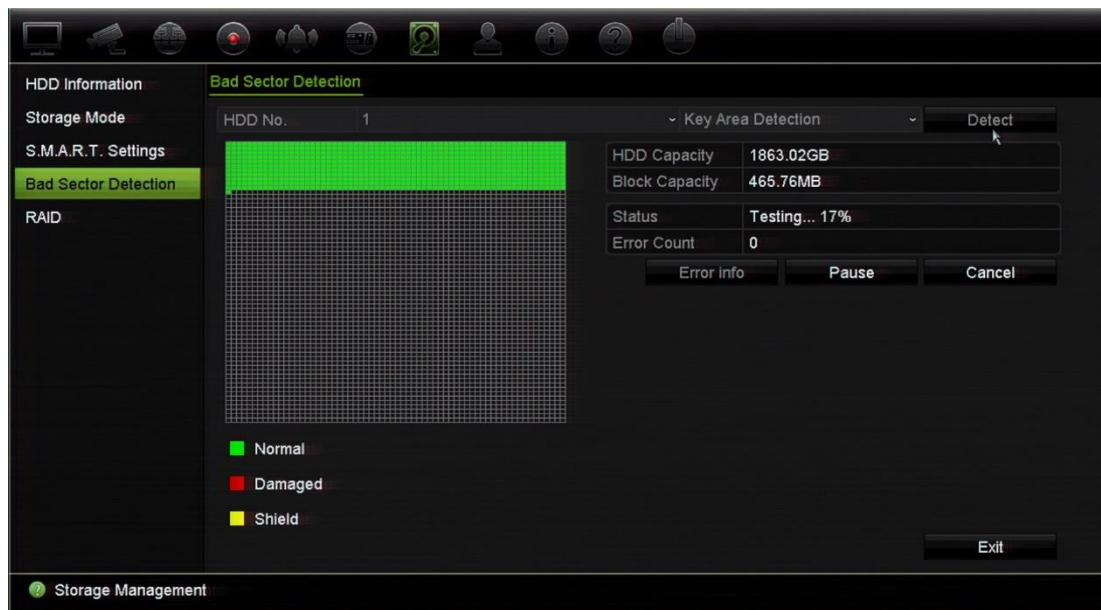 HDD Information
Bad Sector Detection
Storage Mode
HDD No. 1 Key Area Detection Detect
S.M.A.R.T. Settings
HDD Capacity 1863.02GB
Bad Sector Detection
Block Capacity 465.76MB
RAID
Status Testing... 17%
Error Count 0
Error info Pause Cancel
Normal
Damaged
Shield
Exit
? Storage Management